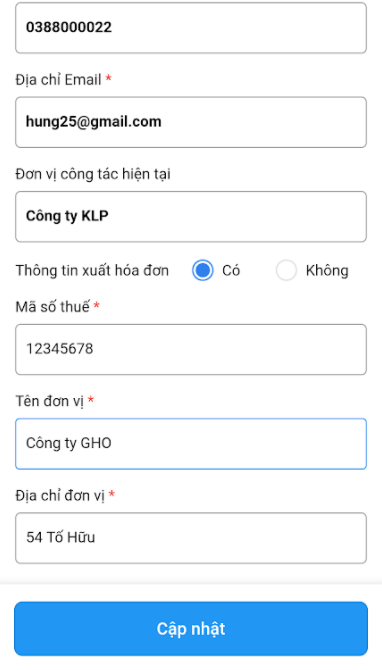 0388000022
Địa chỉ Email *
hung25@gmail.com
Đơn vị công tác hiện tại
Công ty KLP
Thông tin xuất hóa đơn Có Không
Mã số thuế *
12345678
Tên đơn vị *
Công ty GHO
Địa chỉ đơn vị *
54 Tố Hữu
Cập nhật